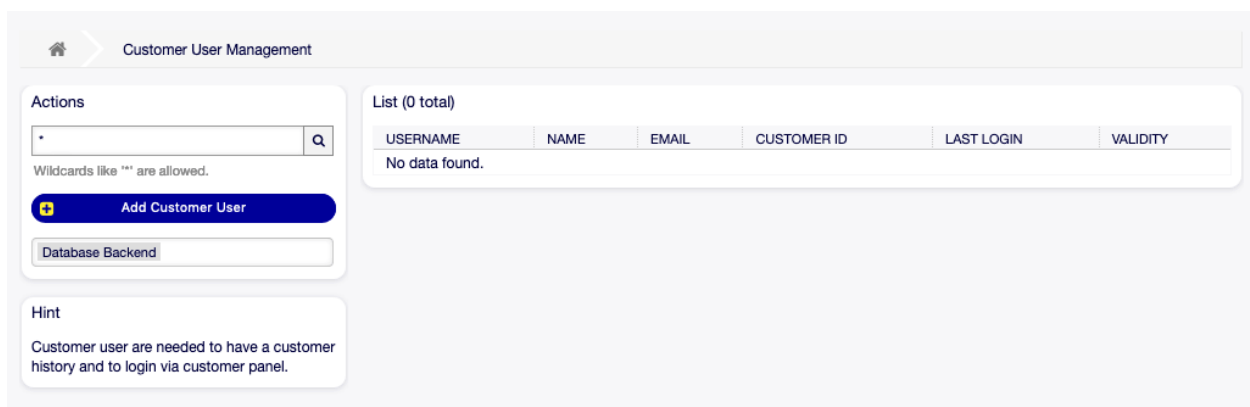 Customer User Management
Actions
*
Wildcards like '*' are allowed.
Add Customer User
Database Backend
Hint
Customer user are needed to have a customer
history and to login via customer panel.
List (0 total)
USERNAME NAME EMAIL CUSTOMER ID LAST LOGIN VALIDITY
No data found.